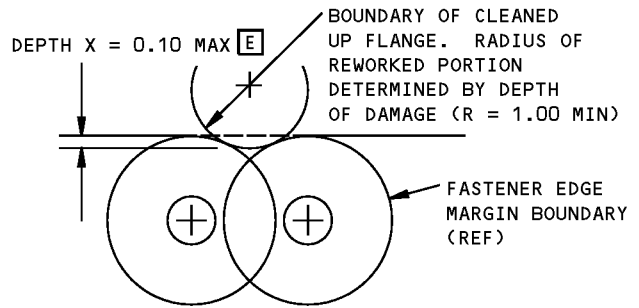 BOUNDARY OF CLEANED
UP FLANGE. RADIUS OF
REWORKED PORTION
DETERMINED BY DEPTH
OF DAMAGE (R = 1.00 MIN)
DEPTH X = 0.10 MAX E
FASTENER EDGE
MARGIN BOUNDARY
(REF)